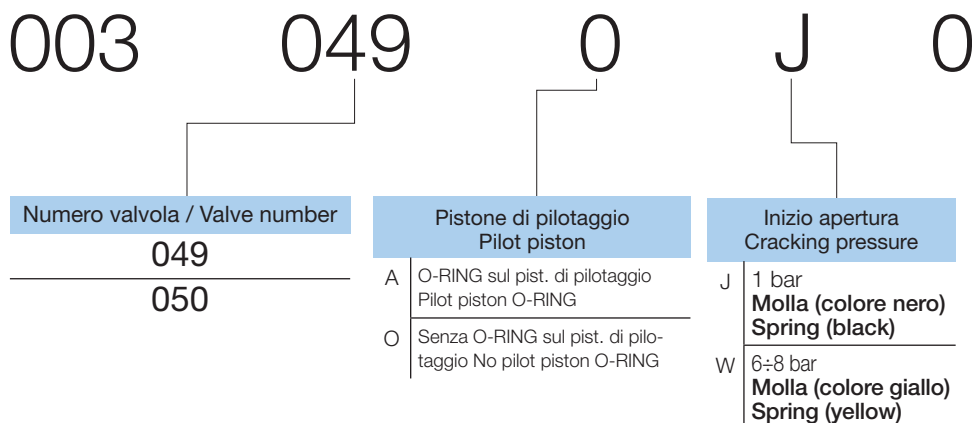 003 049 0 J 0
Numero valvola / Valve number
049
050
Pistone di pilotaggio
Pilot piston
A O-RING sul pist. di pilotaggio
Pilot piston O-RING
O Senza O-RING sul pist. di pilo-
taggio No pilot piston O-RING
Inizio apertura
Cracking pressure
J 1 bar
Molla (colore nero)
Spring (black)
W 6÷8 bar
Molla (colore giallo)
Spring (yellow)